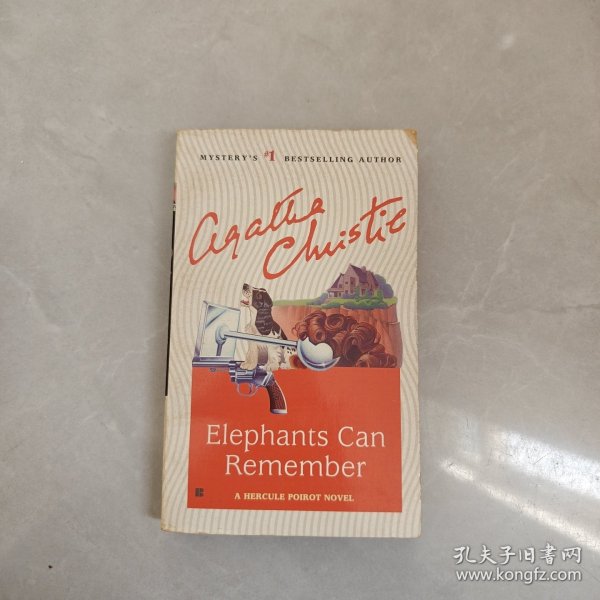 MYSTERY'S #1 BESTSELLING AUTHOR
Agatha
Christie
Elephants Can
Remember
A HERCULE POIROT NOVEL
孔夫子旧书网
www.kongfz.com